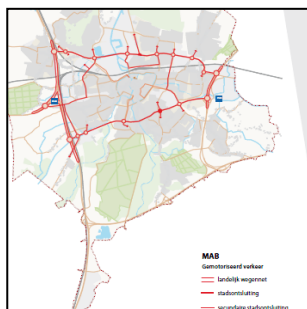 MAB
Gemotoriseerd verkeer
landelijk wegennet
stadsontsluiting
secundaire stadsontsluiting